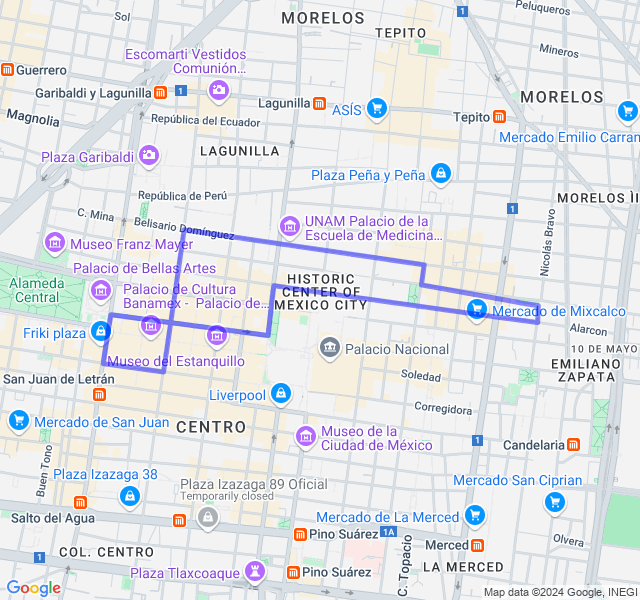 MORELOS
Sol
Peluqueros
TEPITO
Mineros
Escomarti Vestidos
Comunión...
Guerrero
Garibaldi y Lagunilla
1
Lagunilla
ASÍS
MORELOS
Magnolia
República del Ecuador
Tepito
Mercado Emilio Carran
LAGUNILLA
Plaza Garibaldi
Plaza Peña y Peña
República de Perú
MORELOS II
C. Mina
1
Belisario Domínguez
UNAM Palacio de la
Escuela de Medicina...
Nicolás Bravo
Museo Franz Mayer
Palacio de Bellas Artes
Alameda
Central
HISTORIC
CENTER OF
MEXICO CITY
Palacio de Cultura
Banamex - Palacio de...
Mercado de Mixcalco
Friki plaza
Alarcon
Palacio Nacional
10 DE MAYO
Museo del Estanquillo
EMILIANO
ZAPATA
San Juan de Letrán
Soledad
Liverpool
Corregidora
Mercado de San Juan
CENTRO
Museo de la
Ciudad de México
1
Candelaria
Buen Tono
Plaza Izazaga 38
Plaza Izazaga 89 Oficial
Temporarily closed
Mercado San Ciprian
Salto del Agua
Mercado de La Merced
1A
Pino Suárez
Olvera
1
COL. CENTRO
Merced
C. Topacio
Plaza Tlaxcoaque
Pino Suárez
LA MERCED
Google
Map data ©2024 Google, INEGI